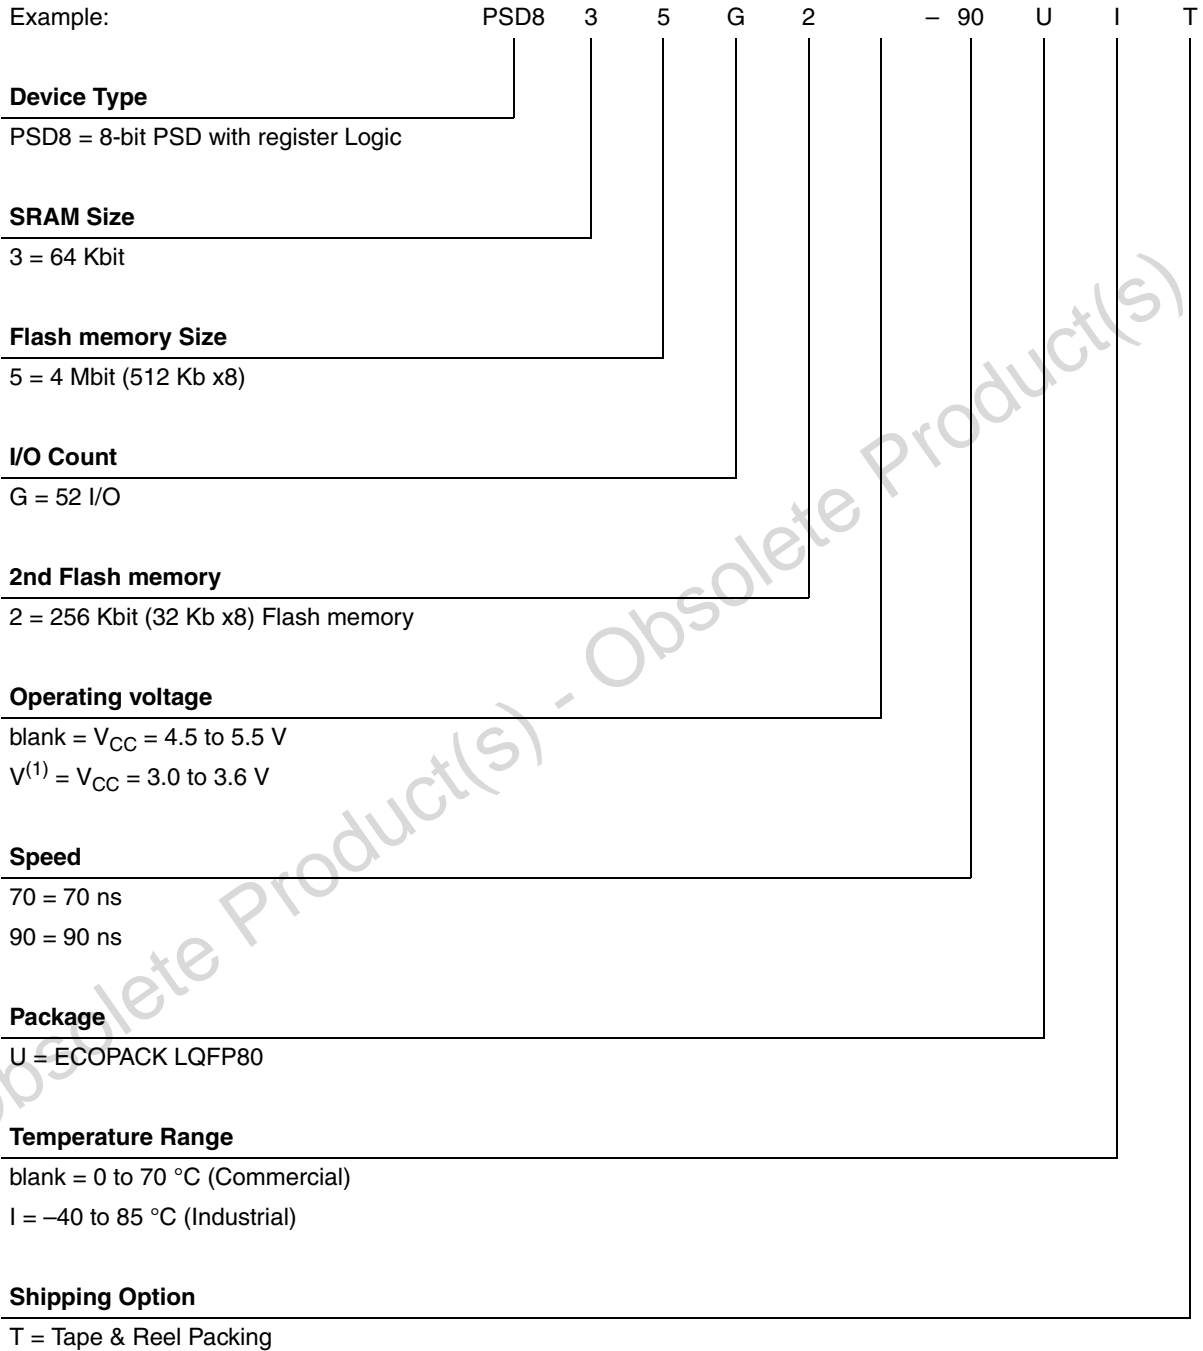 Example: PSD8 3 5 G 2 – 90 U I T
Device Type
PSD8 = 8-bit PSD with register Logic
SRAM Size
3 = 64 Kbit
Flash memory Size
5 = 4 Mbit (512 Kb x8)
I/O Count
G = 52 I/O
2nd Flash memory
2 = 256 Kbit (32 Kb x8) Flash memory
Operating voltage
blank = VCC = 4.5 to 5.5 V
V(1) = VCC = 3.0 to 3.6 V
Speed
70 = 70 ns
90 = 90 ns
Package
U = ECOPACK LQFP80
Temperature Range
blank = 0 to 70 °C (Commercial)
I = –40 to 85 °C (Industrial)
Shipping Option
T = Tape & Reel Packing
Obsolete Product(s) - Obsolete Product(s)